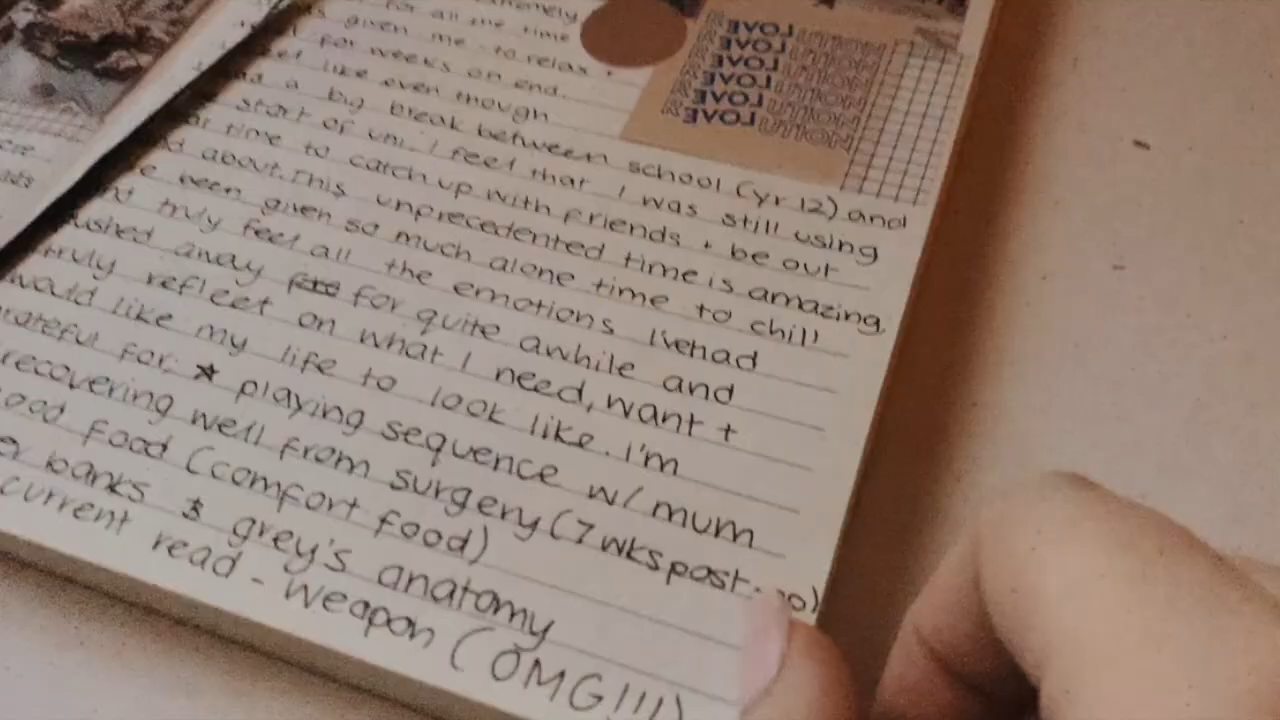 for all the time
given me to relax +
for weeks on end.
like even though
a big break between school (yr 12) and
start of uni. I feel that I was still using
time to catch up with friends + be out
about. This unprecedented time is amazing
been given so much alone time to chill
truly feel all the emotions I've had
away for quite awhile and
truly reflect on what I need, want +
would like my life to look like. I'm
grateful for: ★ playing sequence w/ mum
recovering well from surgery (7 wks post-op)
food (comfort food)
banks & grey's anatomy
current read - weapon (OMG!!!)
LOVE
LOVE
LOVE
LOVE
LOVE
LOVEUTION